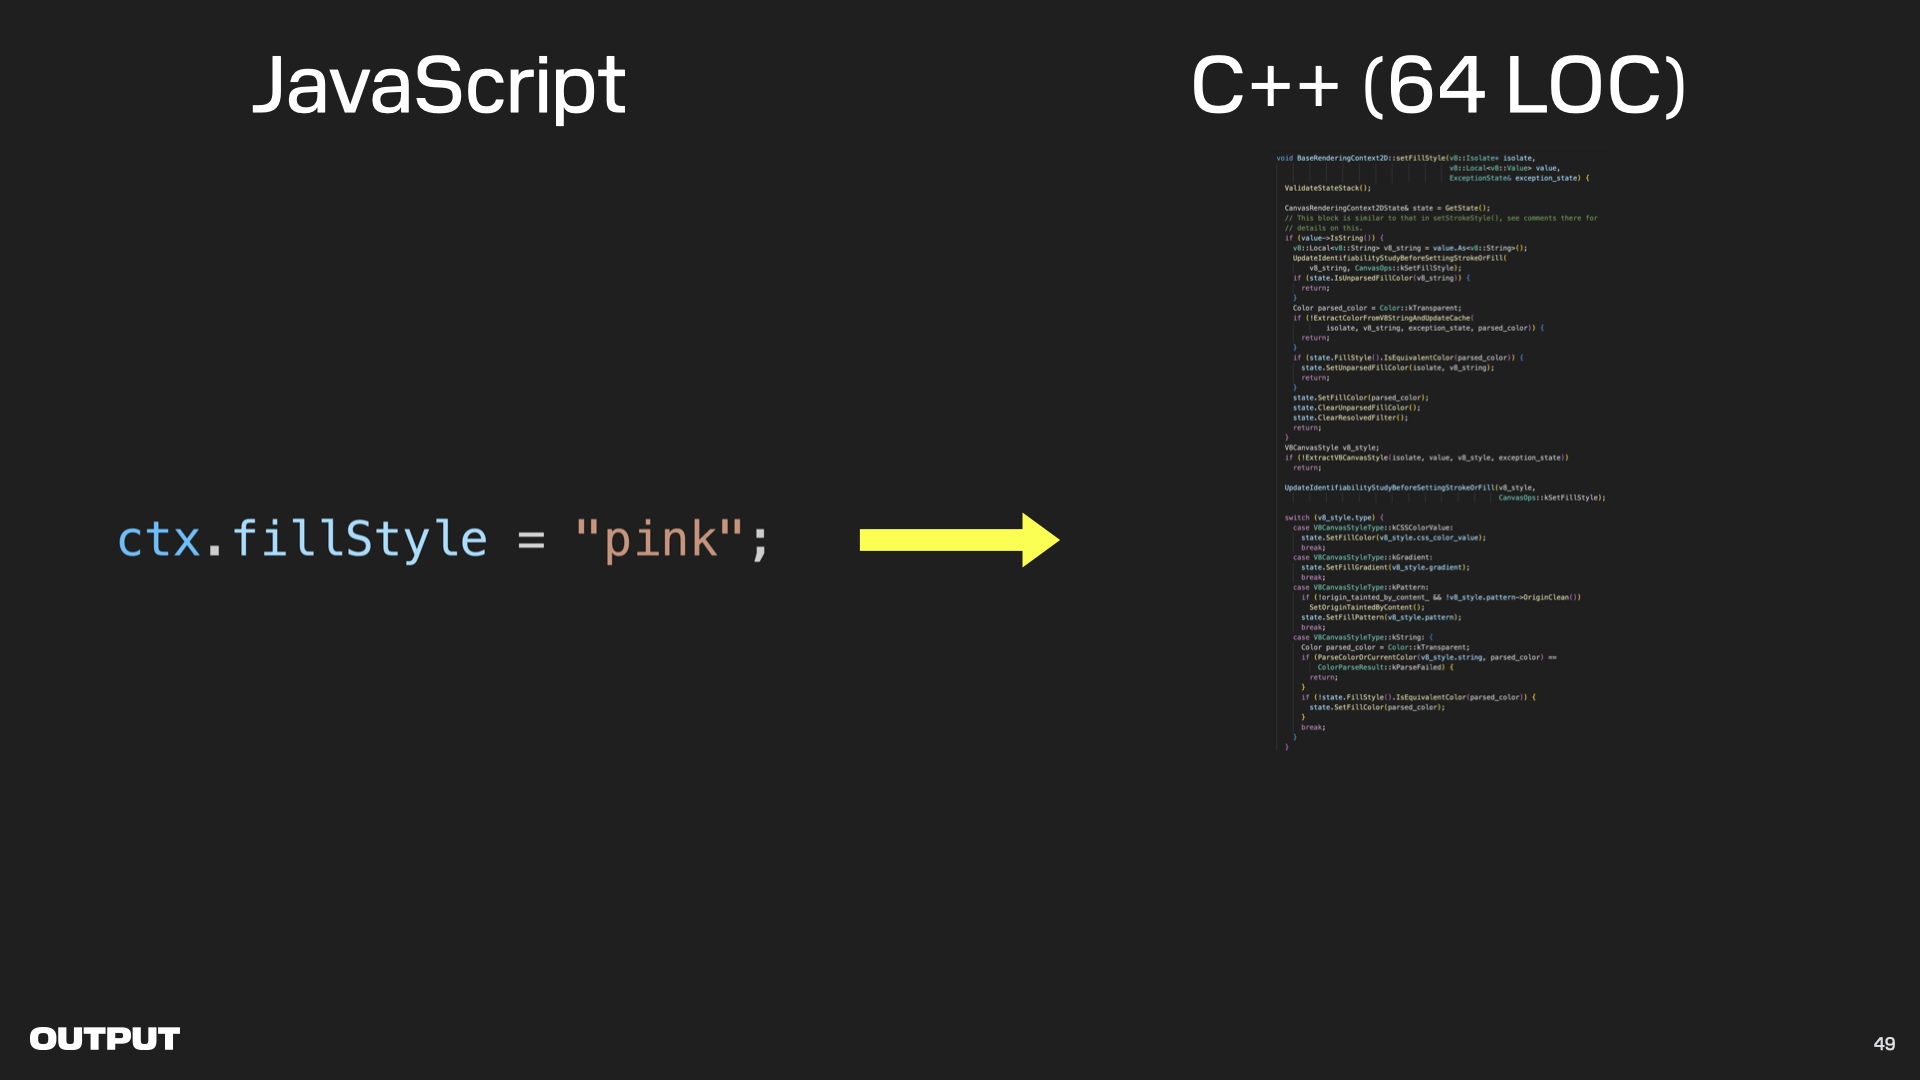 JavaScript
C++ (64 LOC)
ctx.fillStyle = "pink";
void BaseRenderingContext2D::setFillStyle(v8::Isolate* isolate,
v8::Local<v8::Value> value,
ExceptionState& exception_state) {
ValidateStateStack();
CanvasRenderingContext2DState& state = GetState();
// This block is similar to that in setStrokeStyle(), see comments there for
// details on this.
if (value->IsString()) {
v8::Local<v8::String> v8_string = value.As<v8::String>();
UpdateIdentifiabilityStudyBeforeSettingStrokeOrFill(
v8_string, CanvasOps::kSetFillStyle);
if (state.IsUnparsedFillColor(v8_string)) {
return;
}
Color parsed_color = Color::kTransparent;
if (!ExtractColorFromV8StringAndUpdateCache(
isolate, v8_string, exception_state, parsed_color)) {
return;
}
if (state.FillStyle().IsEquivalentColor(parsed_color)) {
state.SetUnparsedFillColor(isolate, v8_string);
return;
}
state.SetFillColor(parsed_color);
state.ClearUnparsedFillColor();
state.ClearResolvedFilter();
return;
}
V8CanvasStyle v8_style;
if (!ExtractV8CanvasStyle(isolate, value, v8_style, exception_state))
return;
UpdateIdentifiabilityStudyBeforeSettingStrokeOrFill(v8_style,
CanvasOps::kSetFillStyle);
switch (v8_style.type) {
case V8CanvasStyleType::kCSSColorValue:
state.SetFillColor(v8_style.css_color_value);
break;
case V8CanvasStyleType::kGradient:
state.SetFillGradient(v8_style.gradient);
break;
case V8CanvasStyleType::kPattern:
if (!origin_tainted_by_content_ && !v8_style.pattern->OriginClean())
SetOriginTaintedByContent();
state.SetFillPattern(v8_style.pattern);
break;
case V8CanvasStyleType::kString: {
Color parsed_color = Color::kTransparent;
if (ParseColorOrCurrentColor(v8_style.string, parsed_color) ==
ColorParseResult::kParseFailed) {
return;
}
if (!state.FillStyle().IsEquivalentColor(parsed_color)) {
state.SetFillColor(parsed_color);
}
break;
}
}
OUTPUT
49